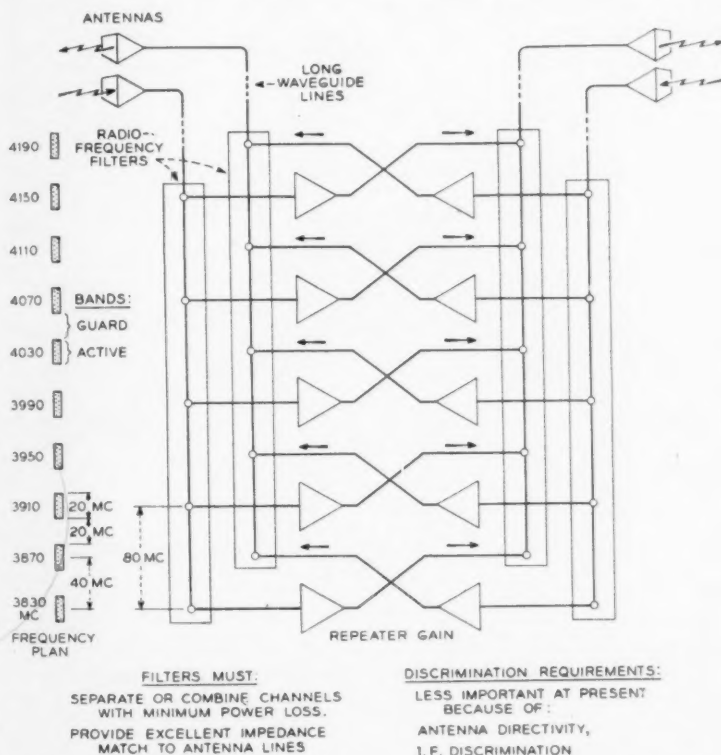 ANTENNAS
LONG
WAVEGUIDE
LINES
RADIO-
FREQUENCY
FILTERS
4190
4150
4110
4070
BANDS:
GUARD
4030
ACTIVE
3990
3950
3910
20 MC
20 MC
3870
80 MC
40 MC
3830
MC
FREQUENCY
PLAN
REPEATER GAIN
FILTERS MUST:
SEPARATE OR COMBINE CHANNELS
WITH MINIMUM POWER LOSS.
PROVIDE EXCELLENT IMPEDANCE
MATCH TO ANTENNA LINES
DISCRIMINATION REQUIREMENTS:
LESS IMPORTANT AT PRESENT
BECAUSE OF:
ANTENNA DIRECTIVITY,
I.F. DISCRIMINATION